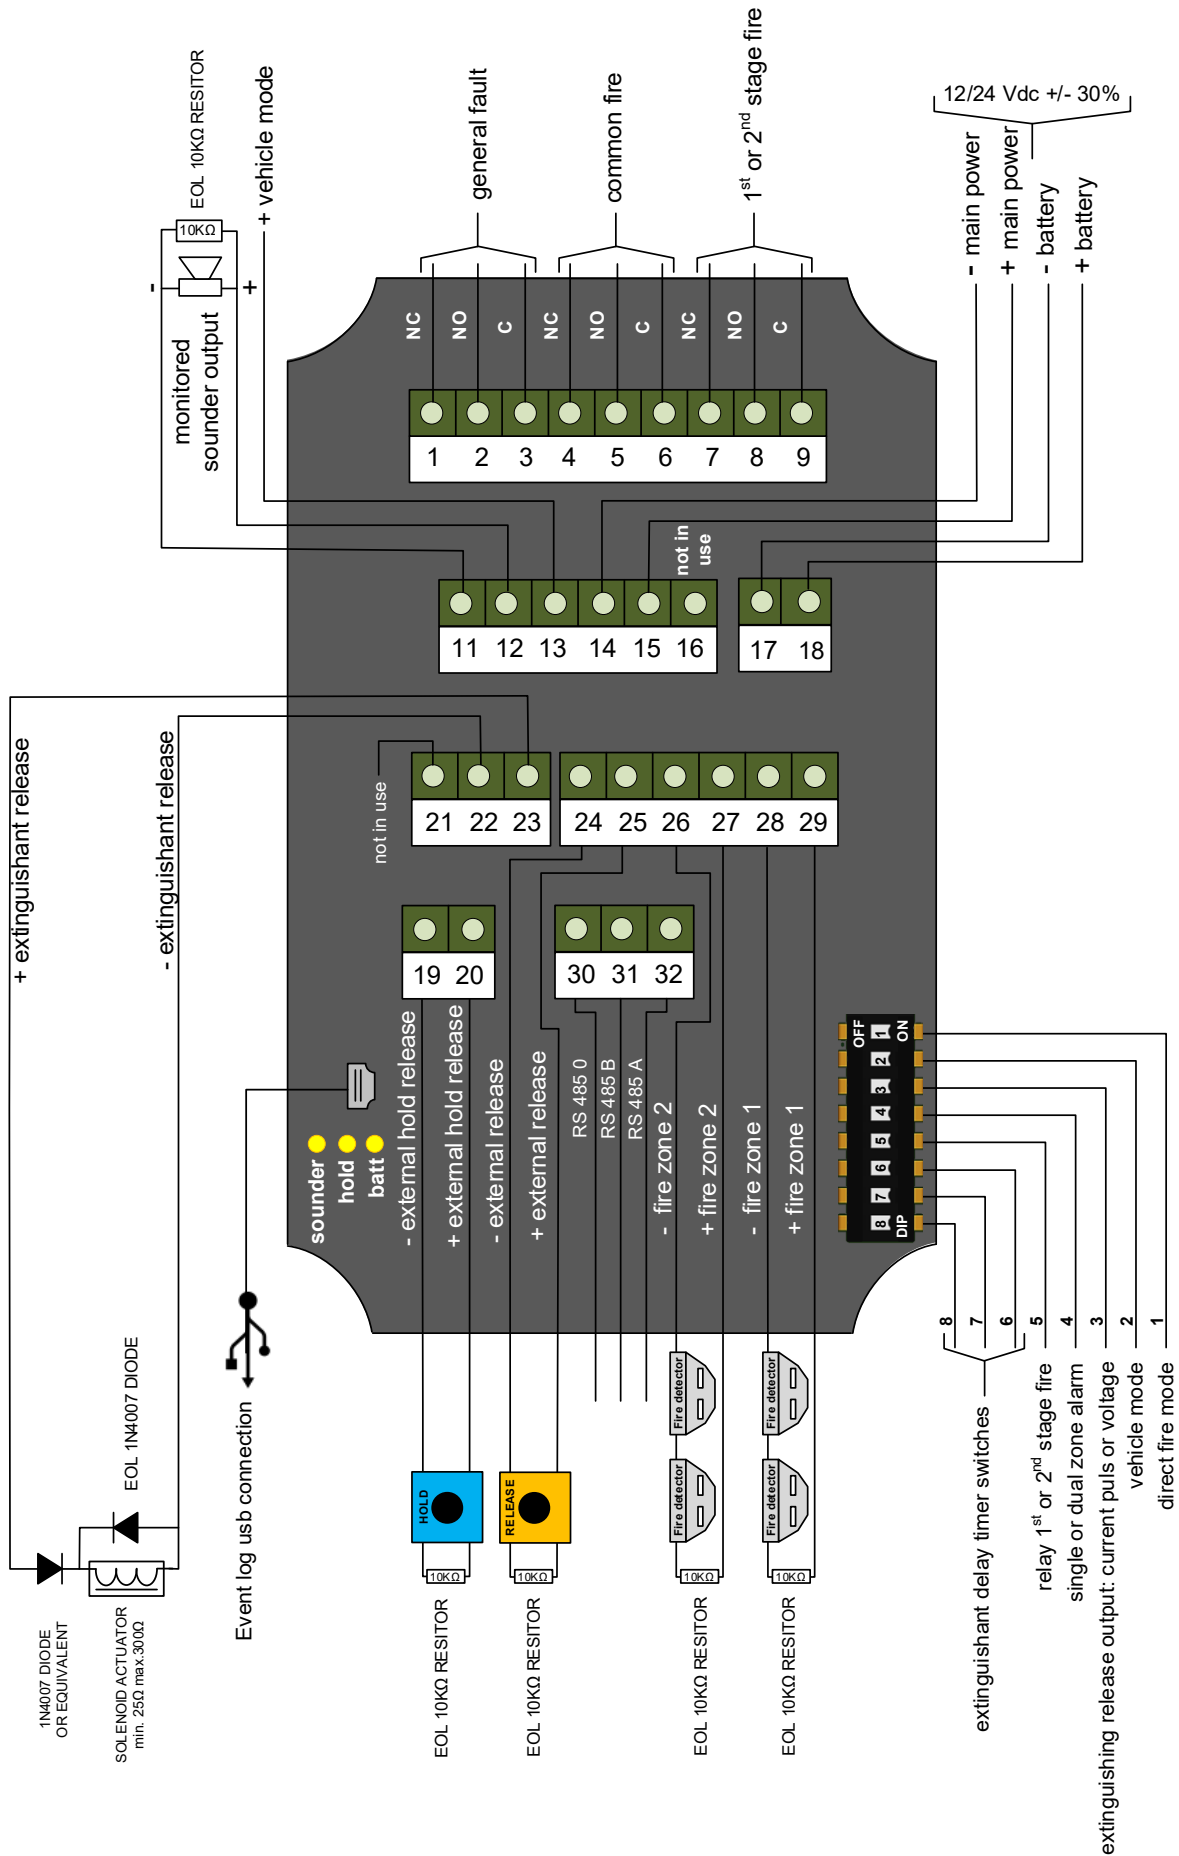 EOL 10KΩ RESITOR
10KΩ
-
+
monitored
sounder output
+ vehicle mode
general fault
common fire
1st or 2nd stage fire
12/24 Vdc +/- 30%
- main power
+ main power
- battery
+ battery
NC
NO
C
NC
NO
C
NC
NO
C
1 2 3 4 5 6 7 8 9
not in
use
11 12 13 14 15 16
17 18
+ extinguishant release
- extinguishant release
not in use
21 22 23
24 25 26 27 28 29
19 20
30 31 32
sounder
hold
batt
- external hold release
+ external hold release
- external release
+ external release
RS 485 0
RS 485 B
RS 485 A
- fire zone 2
+ fire zone 2
- fire zone 1
+ fire zone 1
OFF
ON
1
2
3
4
5
6
7
8
DIP
8
7
6
5
4
3
2
1
extinguishant delay timer switches
relay 1st or 2nd stage fire
single or dual zone alarm
extinguishing release output: current puls or voltage
vehicle mode
direct fire mode
Event log usb connection
EOL 1N4007 DIODE
1N4007 DIODE
OR EQUIVALENT
SOLENOID ACTUATOR
min. 25Ω max.300Ω
HOLD
RELEASE
Fire detector
Fire detector
Fire detector
Fire detector
10KΩ
10KΩ
10KΩ
10KΩ
EOL 10KΩ RESITOR
EOL 10KΩ RESITOR
EOL 10KΩ RESITOR
EOL 10KΩ RESITOR